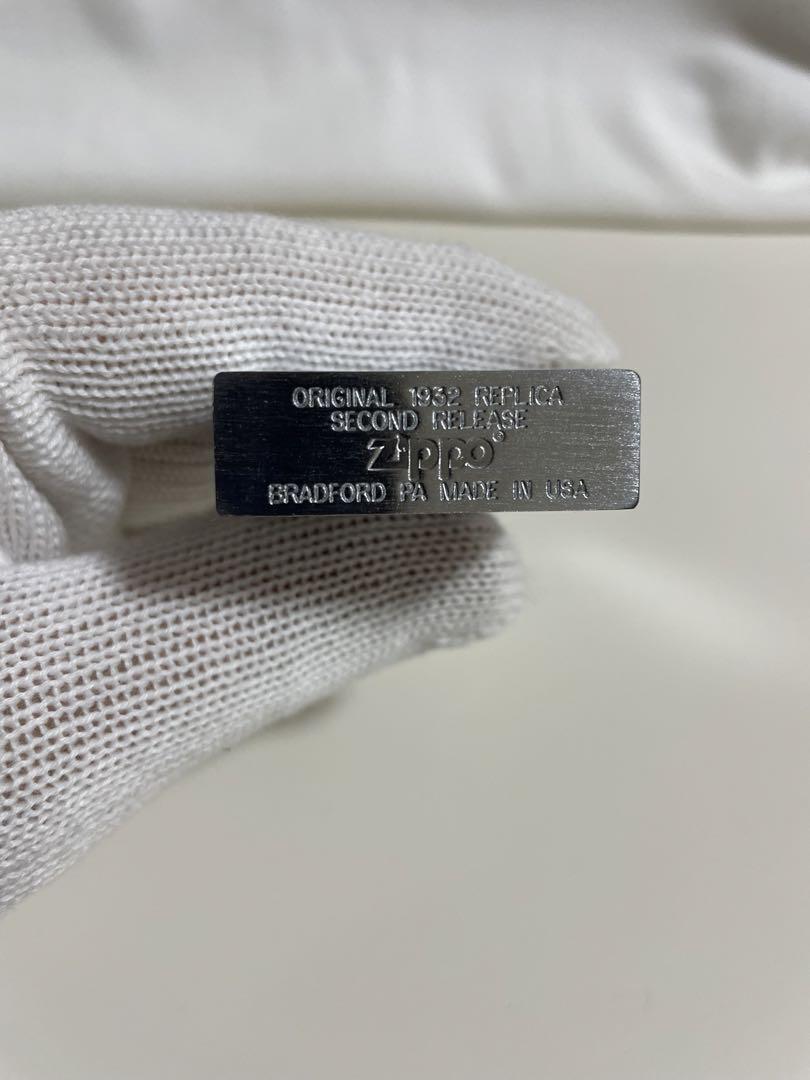 ORIGINAL 1932 REPLICA
SECOND RELEASE
Zippo®
BRADFORD PA MADE IN USA